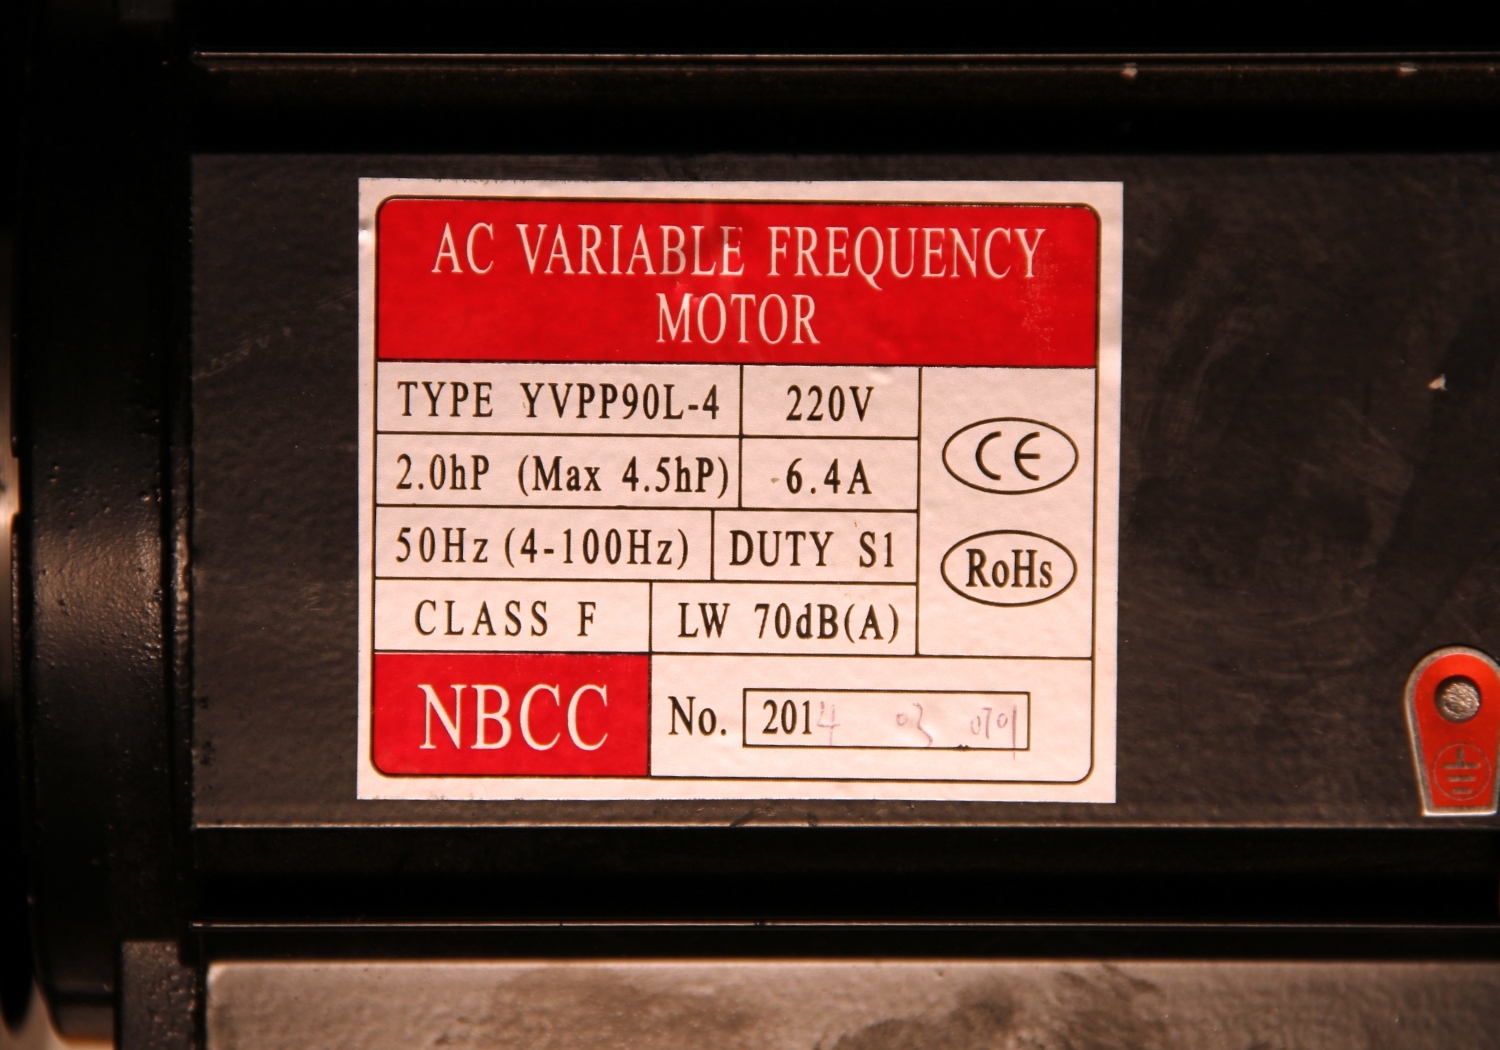 AC VARIABLE FREQUENCY
MOTOR
TYPE YVPP90L-4 220V
2.0hP (Max 4.5hP) 6.4A
CE
50Hz (4-100Hz) DUTY S1
RoHs
CLASS F LW 70dB(A)
NBCC No. 2014 03